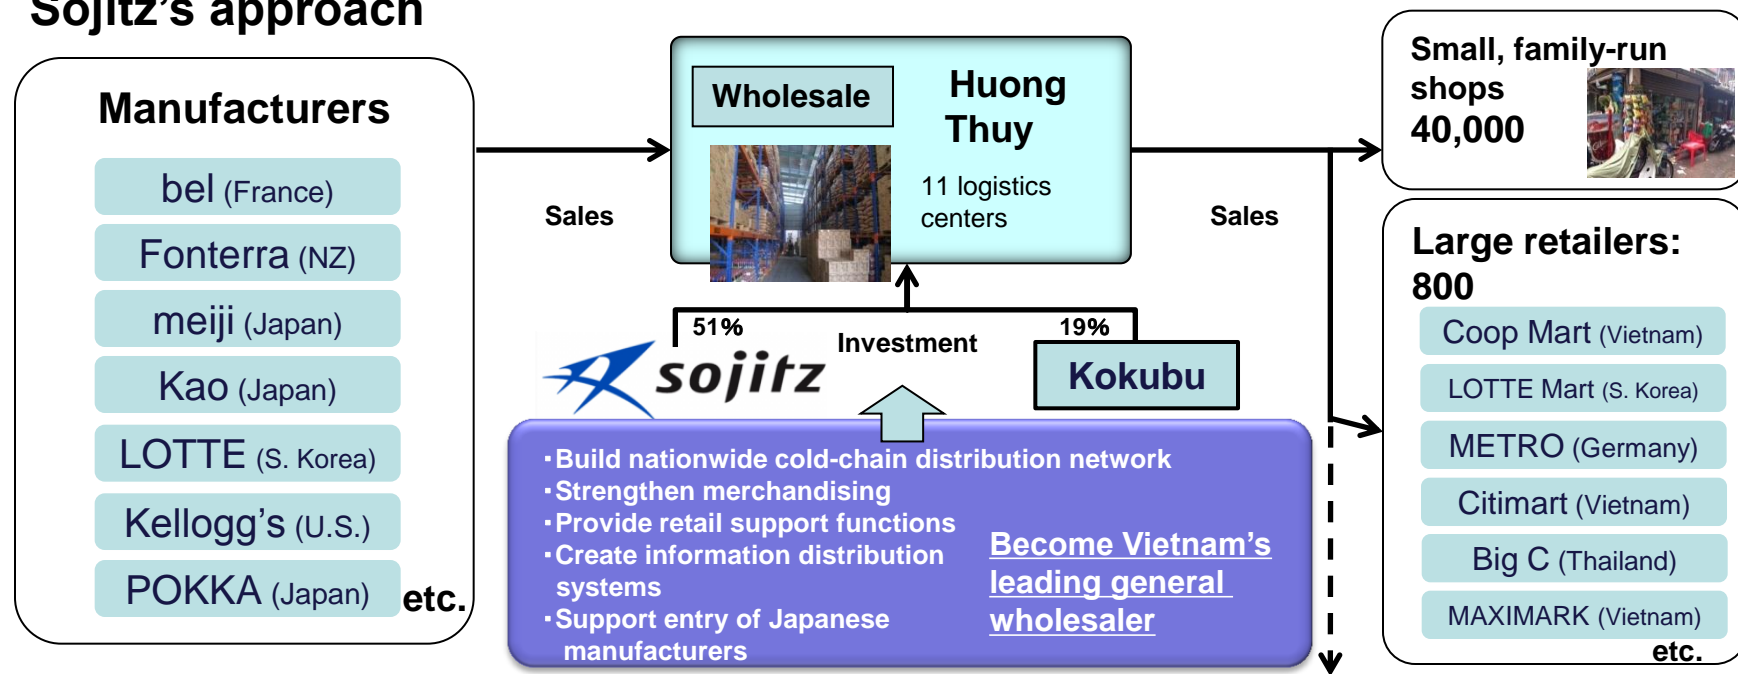 Sojitz's approach
Manufacturers
bel (France)
Fonterra (NZ)
meiji (Japan)
Kao (Japan)
LOTTE (S. Korea)
Kellogg's (U.S.)
POKKA (Japan)
etc.
Sales
Wholesale
Huong
Thuy
11 logistics
centers
Sales
51%
Investment
19%
sojitz
Kokubu
▪Build nationwide cold-chain distribution network
▪Strengthen merchandising
▪Provide retail support functions
▪Create information distribution
systems
▪Support entry of Japanese
manufacturers
Become Vietnam's
leading general
wholesaler
Small, family-run
shops
40,000
Large retailers:
800
Coop Mart (Vietnam)
LOTTE Mart (S. Korea)
METRO (Germany)
Citimart (Vietnam)
Big C (Thailand)
MAXIMARK (Vietnam)
etc.